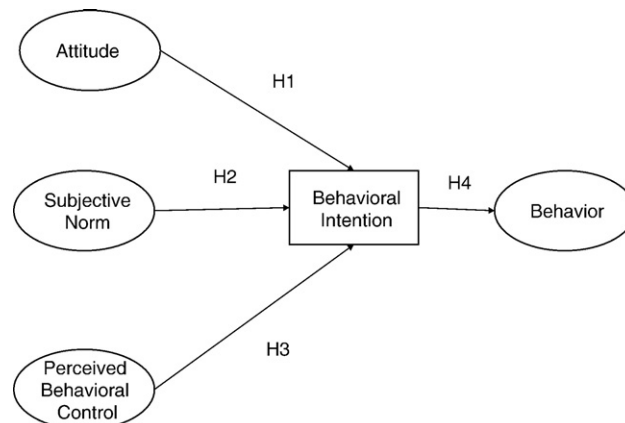 Attitude
H1
H2
Subjective
Norm
Behavioral
Intention
H4
Behavior
H3
Perceived
Behavioral
Control